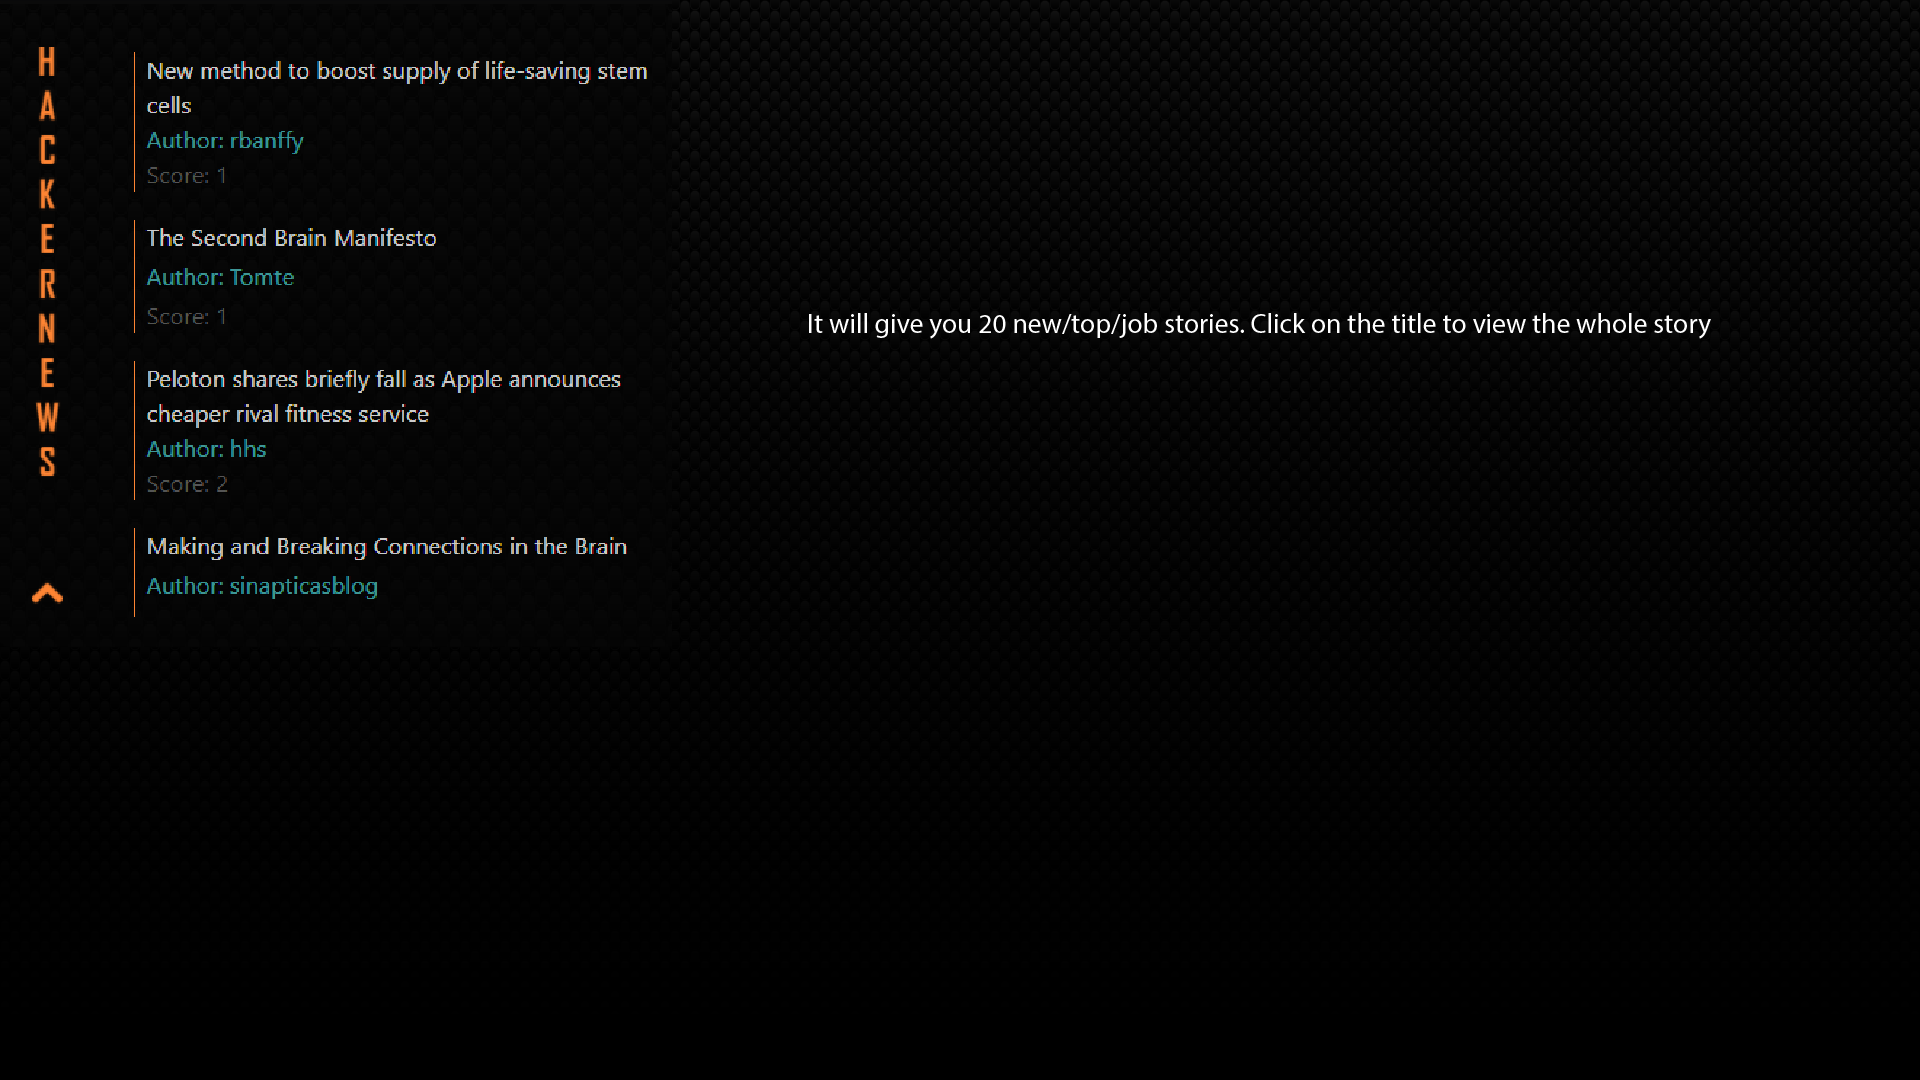 HACKERNEWS
New method to boost supply of life-saving stem
cells
Author: rbanffy
Score: 1
The Second Brain Manifesto
Author: Tomte
Score: 1
Peloton shares briefly fall as Apple announces
cheaper rival fitness service
Author: hhs
Score: 2
Making and Breaking Connections in the Brain
Author: sinapticasblog
It will give you 20 new/top/job stories. Click on the title to view the whole story